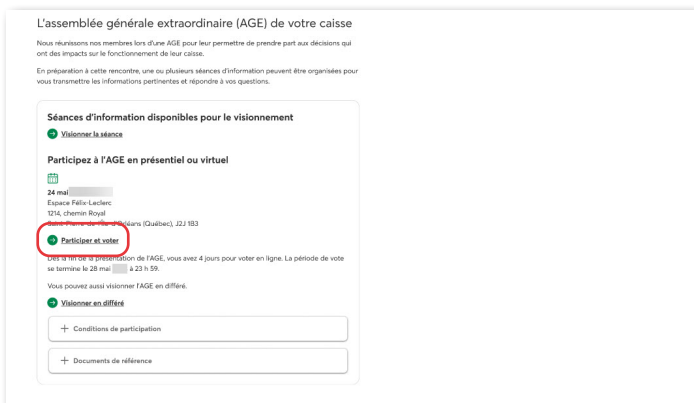 L'assemblée générale extraordinaire (AGE) de votre caisse
Nous réunissons nos membres lors d'une AGE pour leur permettre de prendre part aux décisions qui
ont des impacts sur le fonctionnement de leur caisse.
En préparation à cette rencontre, une ou plusieurs séances d'information peuvent être organisées pour
vous transmettre les informations pertinentes et répondre à vos questions.
Séances d'information disponibles pour le visionnement
Visionner la séance
Participez à l'AGE en présentiel ou virtuel
24 mai
Espace Félix-Leclerc
1214, chemin Royal
Saint-Pierre-de-l'Île-d'Orléans (Québec), J2J 1B3
Participer et voter
Dès la fin de la présentation de l'AGE, vous avez 4 jours pour voter en ligne. La période de vote
se termine le 28 mai à 23 h 59.
Vous pouvez aussi visionner l'AGE en différé.
Visionner en différé
+ Conditions de participation
+ Documents de référence